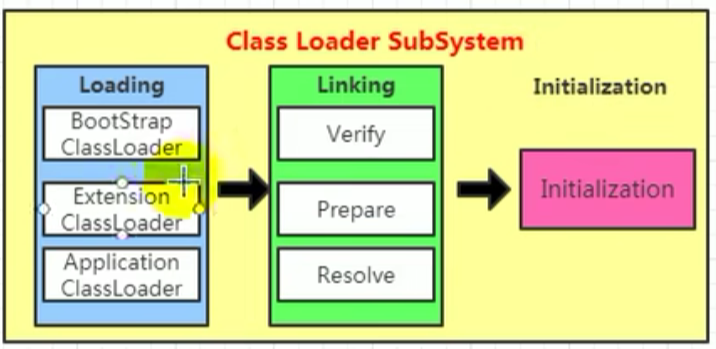 Class Loader SubSystem
Loading
BootStrap
ClassLoader
Extension
ClassLoader
Application
ClassLoader
Linking
Verify
Prepare
Resolve
Initialization
Initialization